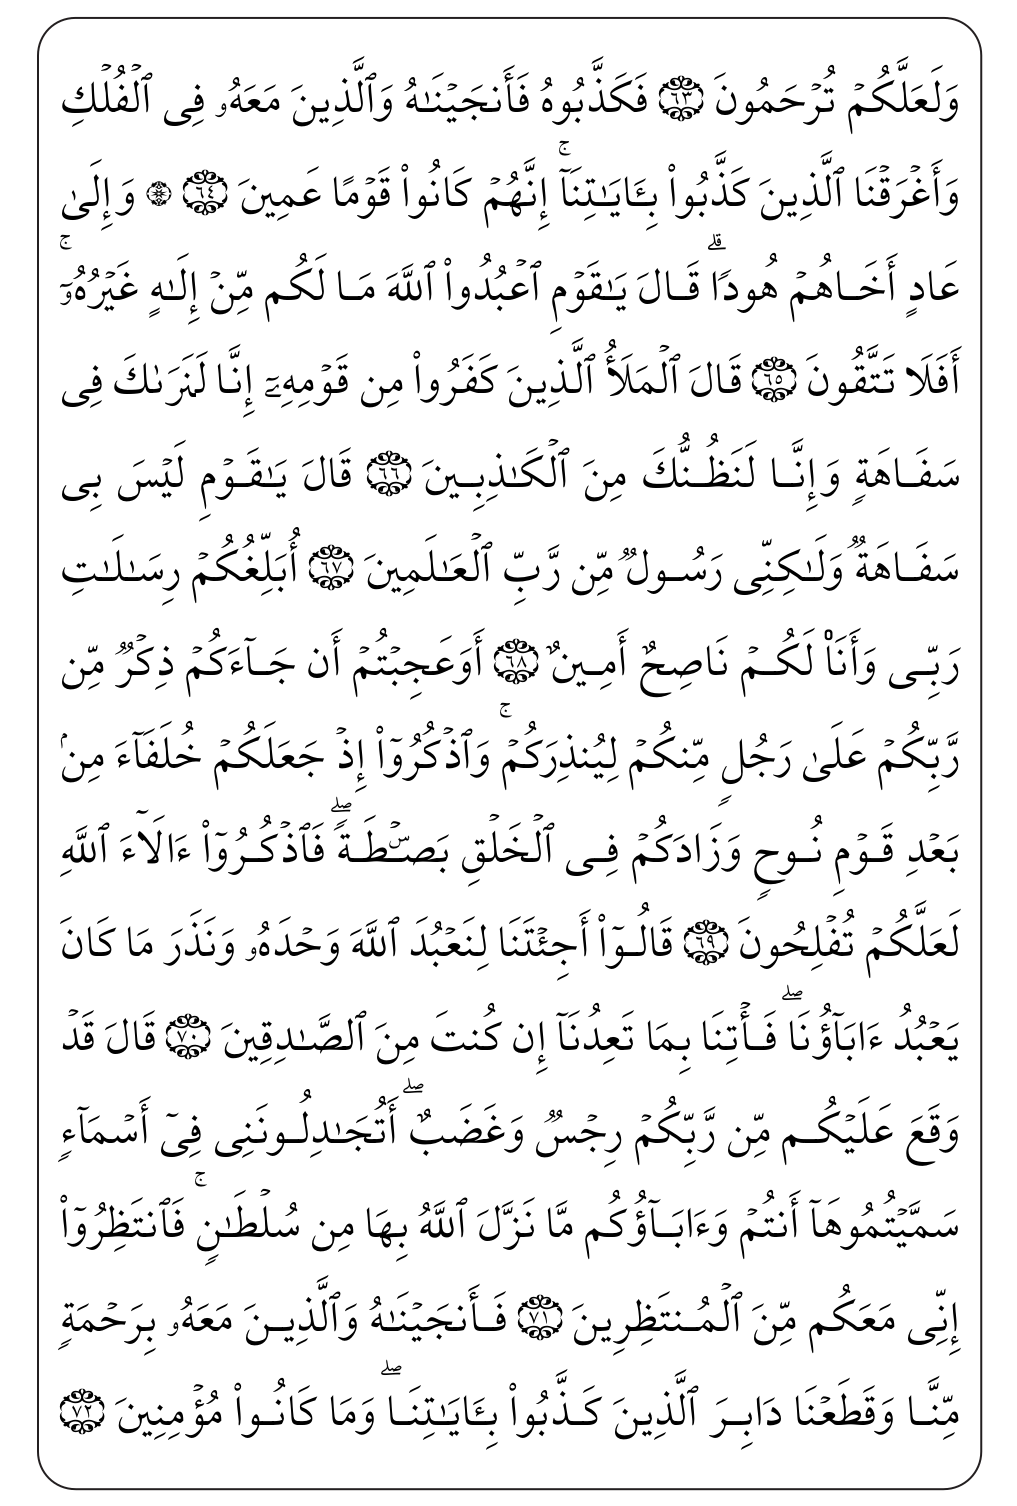 وَلَعَلَّكُمۡ تُرۡحَمُونَ ٦٣ فَكَذَّبُوهُ فَأَنجَيۡنَٰهُ وَٱلَّذِينَ مَعَهُۥ فِى ٱلۡفُلۡكِ
وَأَغۡرَقۡنَا ٱلَّذِينَ كَذَّبُواْ بِـَٔايَٰتِنَآۚ إِنَّهُمۡ كَانُواْ قَوۡمًا عَمِينَ ٦٤ ۞ وَإِلَىٰ
عَادٍ أَخَاهُمۡ هُودًاۗ قَالَ يَٰقَوۡمِ ٱعۡبُدُواْ ٱللَّهَ مَا لَكُم مِّنۡ إِلَٰهٍ غَيۡرُهُۥٓۚ
أَفَلَا تَتَّقُونَ ٦٥ قَالَ ٱلۡمَلَأُ ٱلَّذِينَ كَفَرُواْ مِن قَوۡمِهِۦٓ إِنَّا لَنَرَىٰكَ فِى
سَفَاهَةٍ وَإِنَّا لَنَظُنُّكَ مِنَ ٱلۡكَٰذِبِينَ ٦٦ قَالَ يَٰقَوۡمِ لَيۡسَ بِى
سَفَاهَةٌ وَلَٰكِنِّى رَسُولٌ مِّن رَّبِّ ٱلۡعَٰلَمِينَ ٦٧ أُبَلِّغُكُمۡ رِسَٰلَٰتِ
رَبِّى وَأَنَا۠ لَكُمۡ نَاصِحٌ أَمِينٌ ٦٨ أَوَعَجِبۡتُمۡ أَن جَآءَكُمۡ ذِكۡرٌ مِّن
رَّبِّكُمۡ عَلَىٰ رَجُلٍ مِّنكُمۡ لِيُنذِرَكُمۡۚ وَٱذۡكُرُوٓاْ إِذۡ جَعَلَكُمۡ خُلَفَآءَ مِنۢ
بَعۡدِ قَوۡمِ نُوحٍ وَزَادَكُمۡ فِى ٱلۡخَلۡقِ بَصۜۡطَةًۖ فَٱذۡكُرُوٓاْ ءَالَآءَ ٱللَّهِ
لَعَلَّكُمۡ تُفۡلِحُونَ ٦٩ قَالُوٓاْ أَجِئۡتَنَا لِنَعۡبُدَ ٱللَّهَ وَحۡدَهُۥ وَنَذَرَ مَا كَانَ
يَعۡبُدُ ءَابَآؤُنَاۖ فَأۡتِنَا بِمَا تَعِدُنَآ إِن كُنتَ مِنَ ٱلصَّٰدِقِينَ ٧٠ قَالَ قَدۡ
وَقَعَ عَلَيۡكُم مِّن رَّبِّكُمۡ رِجۡسٌ وَغَضَبٌۖ أَتُجَٰدِلُونَنِى فِىٓ أَسۡمَآءٍ
سَمَّيۡتُمُوهَآ أَنتُمۡ وَءَابَآؤُكُم مَّا نَزَّلَ ٱللَّهُ بِهَا مِن سُلۡطَٰنٍۚ فَٱنتَظِرُوٓاْ
إِنِّى مَعَكُم مِّنَ ٱلۡمُنتَظِرِينَ ٧١ فَأَنجَيۡنَٰهُ وَٱلَّذِينَ مَعَهُۥ بِرَحۡمَةٍ
مِّنَّا وَقَطَعۡنَا دَابِرَ ٱلَّذِينَ كَذَّبُواْ بِـَٔايَٰتِنَاۖ وَمَا كَانُواْ مُؤۡمِنِينَ ٧٢